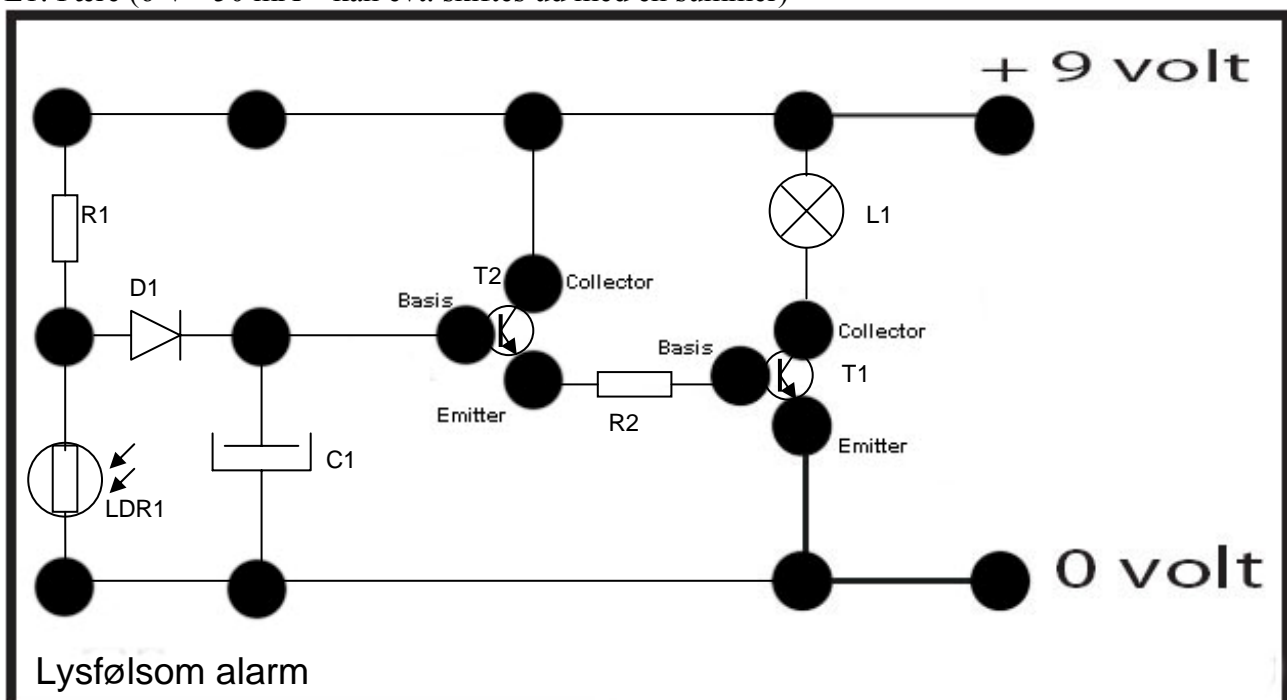 + 9 volt
R1
L1
D1
T2
Collector
Basis
Collector
Basis
T1
Emitter
R2
Emitter
C1
LDR1
0 volt
Lysfølsom alarm